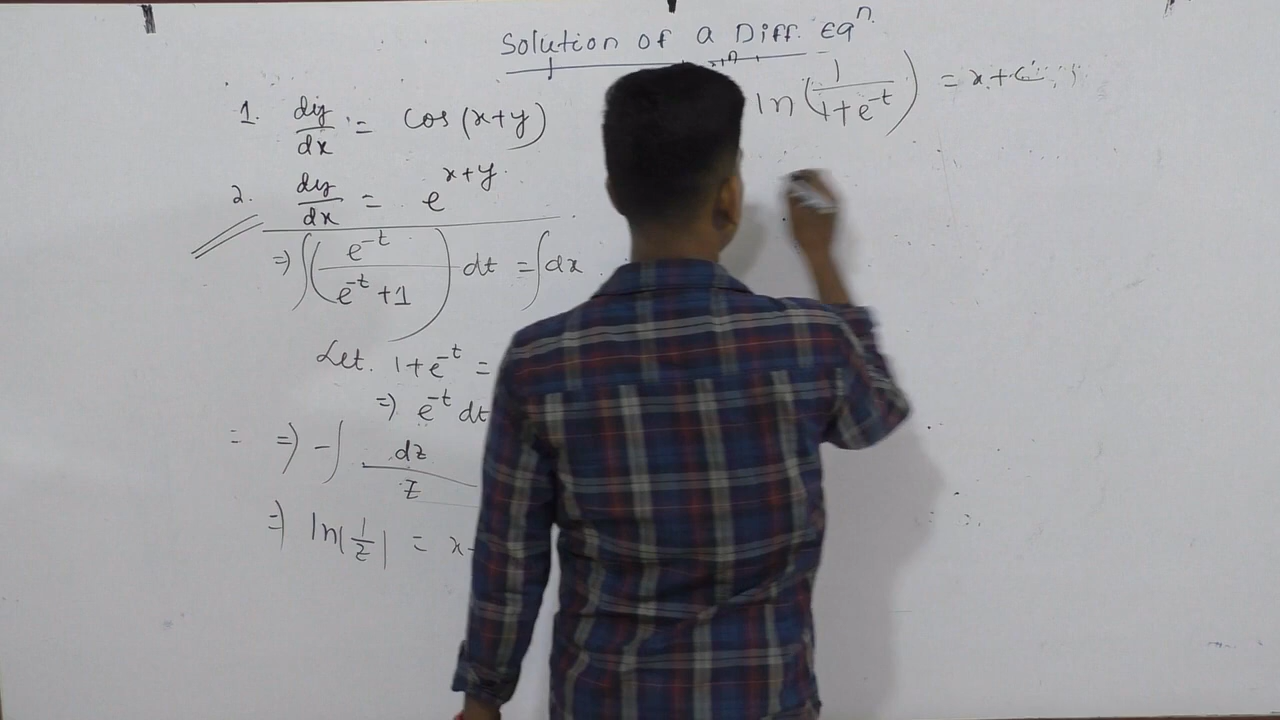 Solution of a Diff. Eqⁿ.
1. dy/dx = cos (x+y)
2. dy/dx = e^(x+y)
⇒ ∫(e^-t / e^-t +1) dt = ∫dx
Let. 1+e^-t =
⇒ e^-t dt
= ⇒ -∫ dz/z
⇒ ln|1/z| = x
ln (1/1+e^-t) = x+c